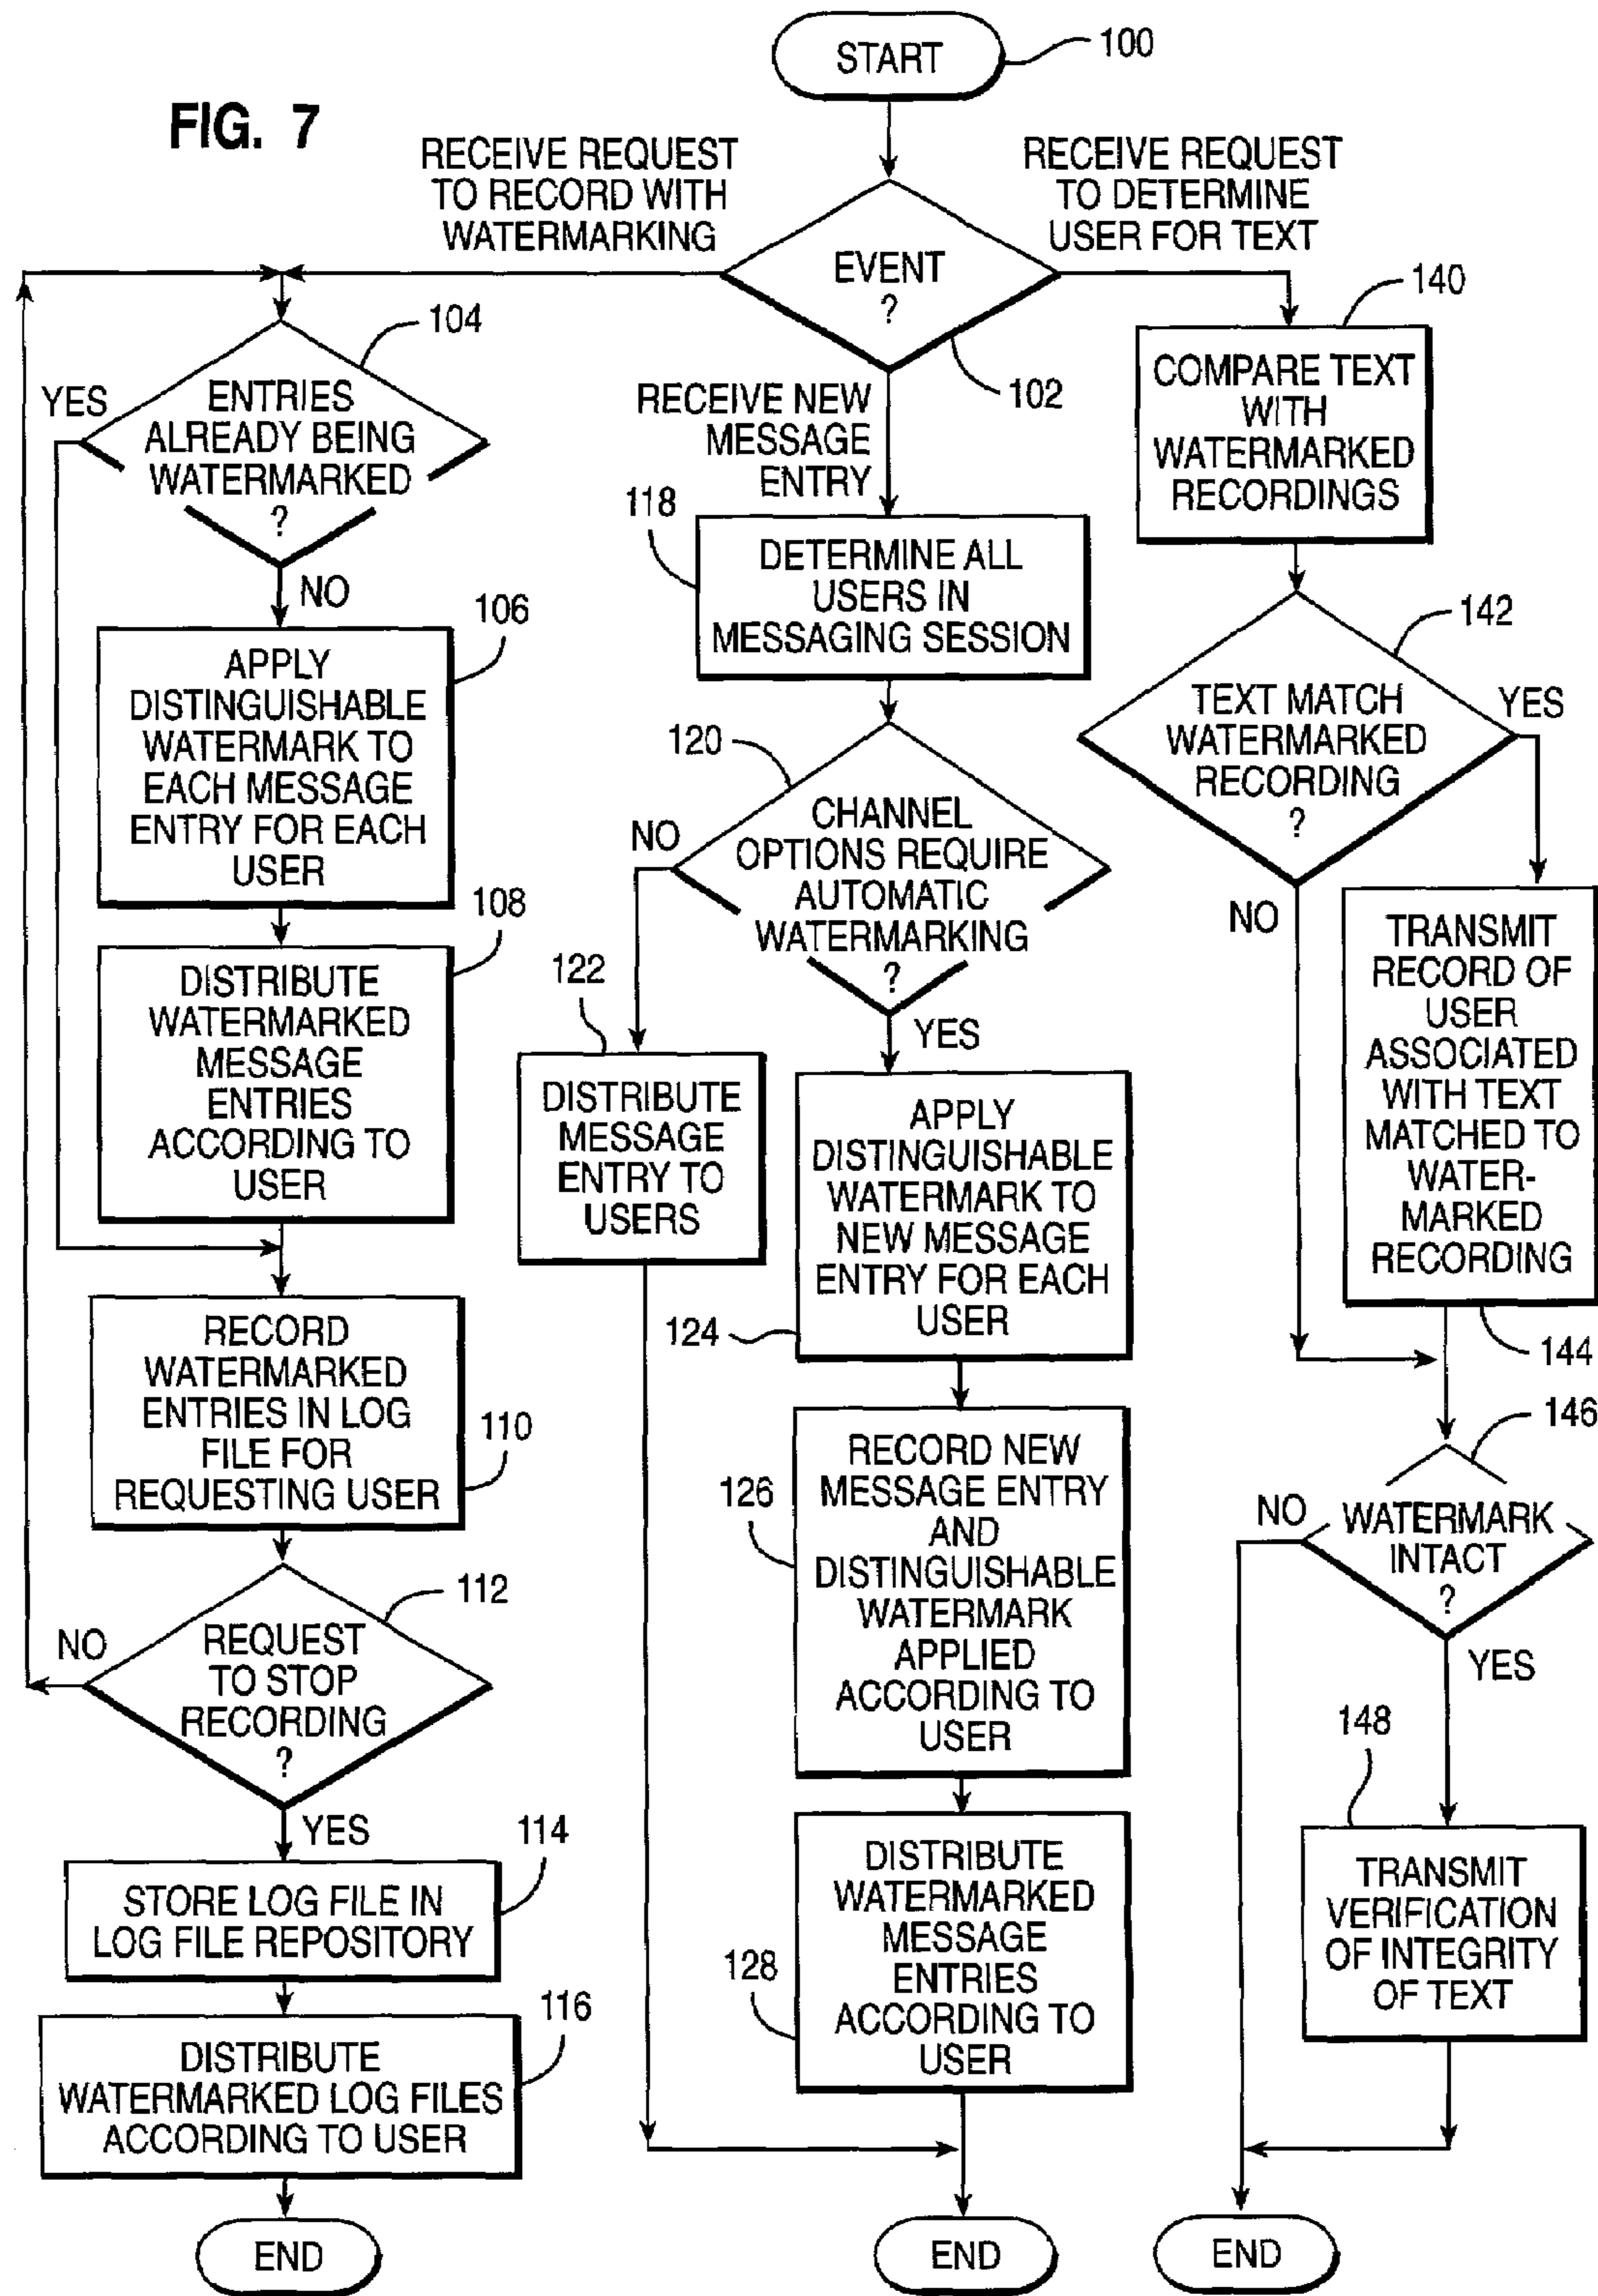 FIG. 7
START
100
RECEIVE REQUEST
TO RECORD WITH
WATERMARKING
RECEIVE REQUEST
TO DETERMINE
USER FOR TEXT
EVENT
?
102
104
YES
ENTRIES
ALREADY BEING
WATERMARKED
?
NO
106
APPLY
DISTINGUISHABLE
WATERMARK TO
EACH MESSAGE
ENTRY FOR EACH
USER
108
DISTRIBUTE
WATERMARKED
MESSAGE
ENTRIES
ACCORDING TO
USER
RECORD
WATERMARKED
ENTRIES IN LOG
FILE FOR
REQUESTING USER
110
112
NO
REQUEST
TO STOP
RECORDING
?
YES
114
STORE LOG FILE IN
LOG FILE REPOSITORY
116
DISTRIBUTE
WATERMARKED LOG FILES
ACCORDING TO USER
END
RECEIVE NEW
MESSAGE
ENTRY
118
DETERMINE ALL
USERS IN
MESSAGING SESSION
120
NO
CHANNEL
OPTIONS REQUIRE
AUTOMATIC
WATERMARKING
?
YES
122
DISTRIBUTE
MESSAGE
ENTRY TO
USERS
APPLY
DISTINGUISHABLE
WATERMARK TO
NEW MESSAGE
ENTRY FOR EACH
USER
124
126
RECORD NEW
MESSAGE ENTRY
AND
DISTINGUISHABLE
WATERMARK
APPLIED
ACCORDING TO
USER
128
DISTRIBUTE
WATERMARKED
MESSAGE
ENTRIES
ACCORDING TO
USER
END
140
COMPARE TEXT
WITH
WATERMARKED
RECORDINGS
142
TEXT MATCH
WATERMARKED
RECORDING
?
YES
NO
TRANSMIT
RECORD OF
USER
ASSOCIATED
WITH TEXT
MATCHED TO
WATER-
MARKED
RECORDING
144
146
NO
WATERMARK
INTACT
?
YES
148
TRANSMIT
VERIFICATION
OF INTEGRITY
OF TEXT
END